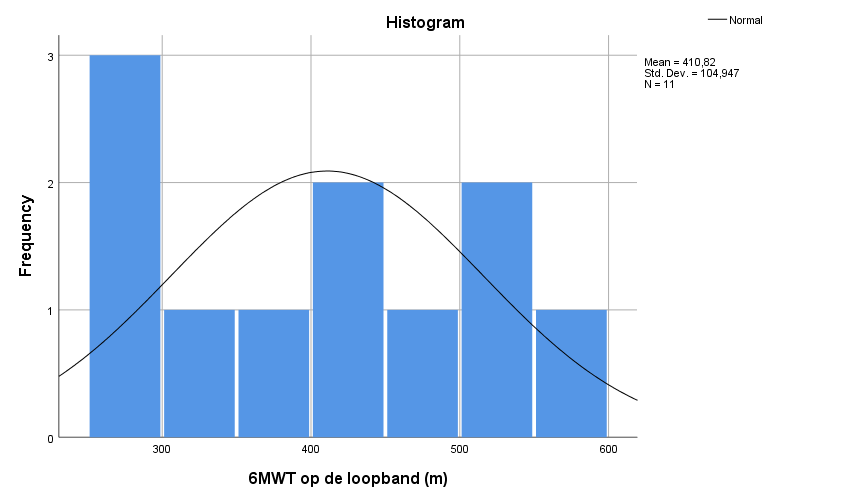 Histogram
Normal
Mean = 410,82
Std. Dev. = 104,947
N = 11
Frequency
3
2
1
0
300 400 500 600
6MWT op de loopband (m)